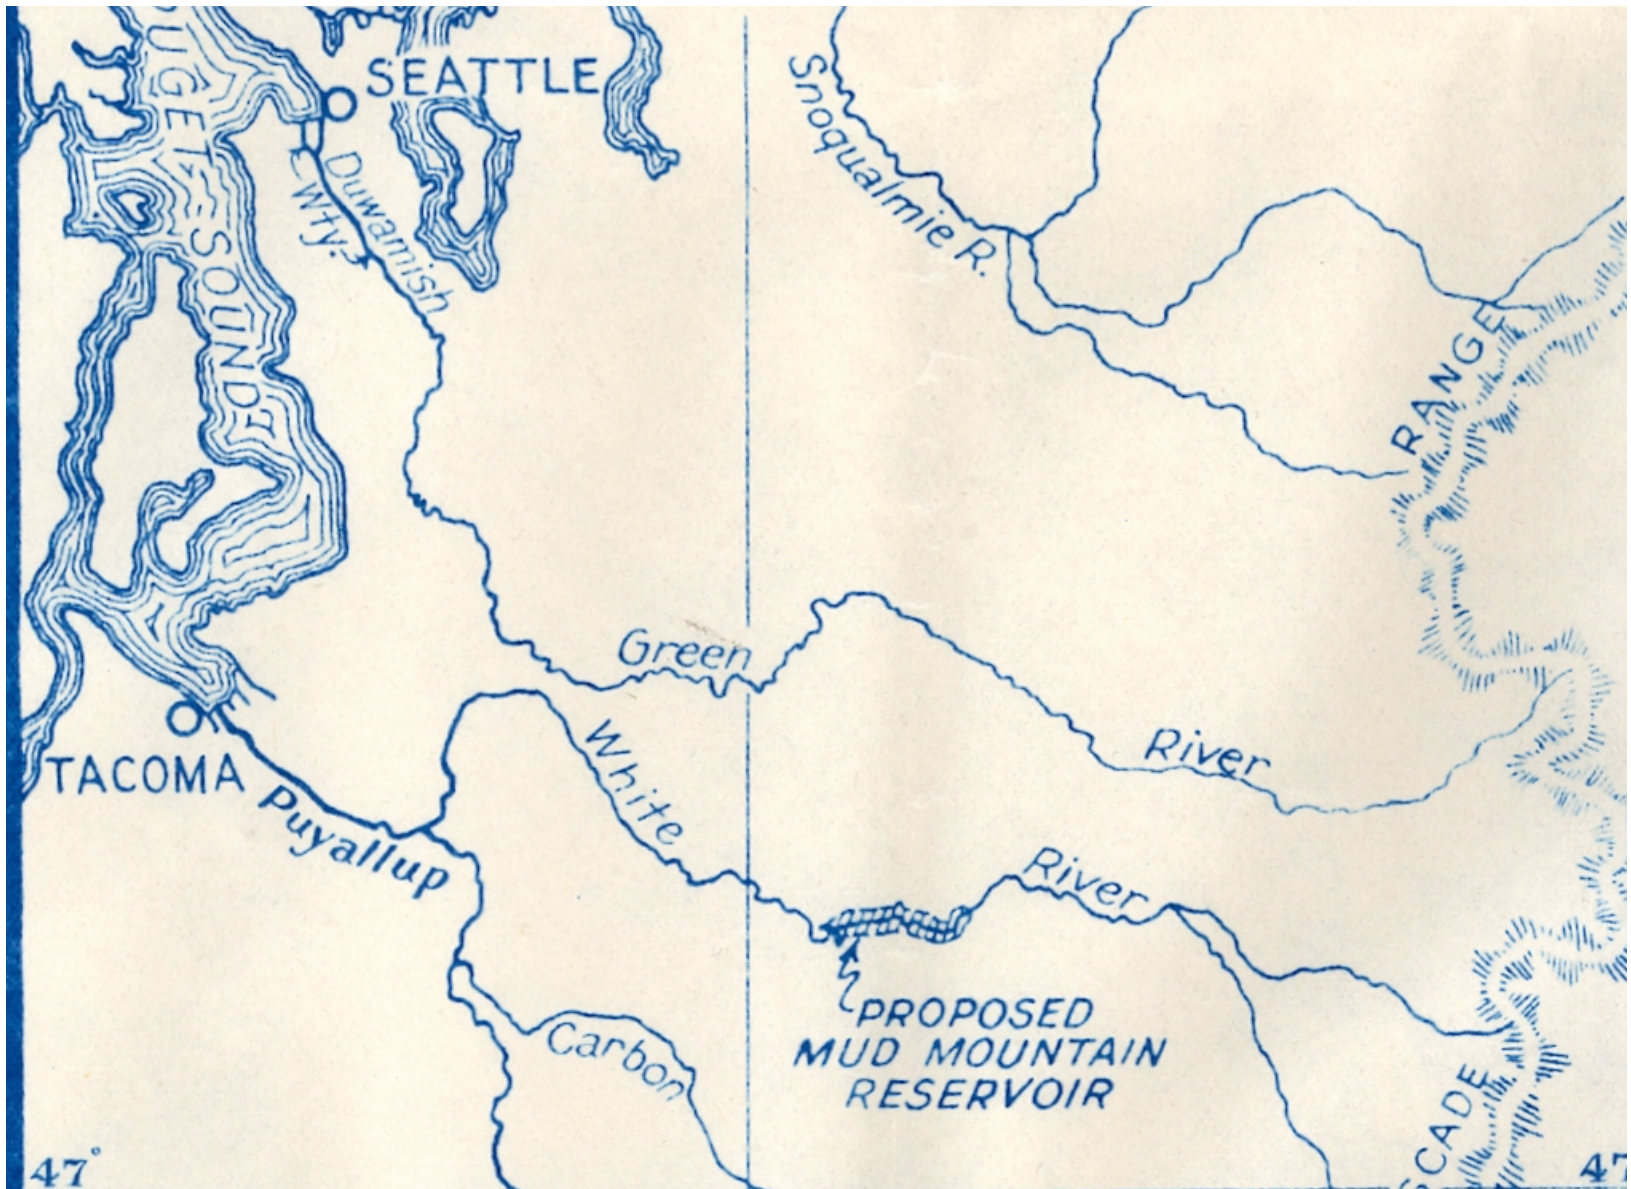 PUGET SOUND
SEATTLE
Duwamish
Wty.
Snoqualmie R.
RANGE
Green River
TACOMA
Puyallup
White River
PROPOSED
MUD MOUNTAIN
RESERVOIR
Carbon
SCADE
47°
47